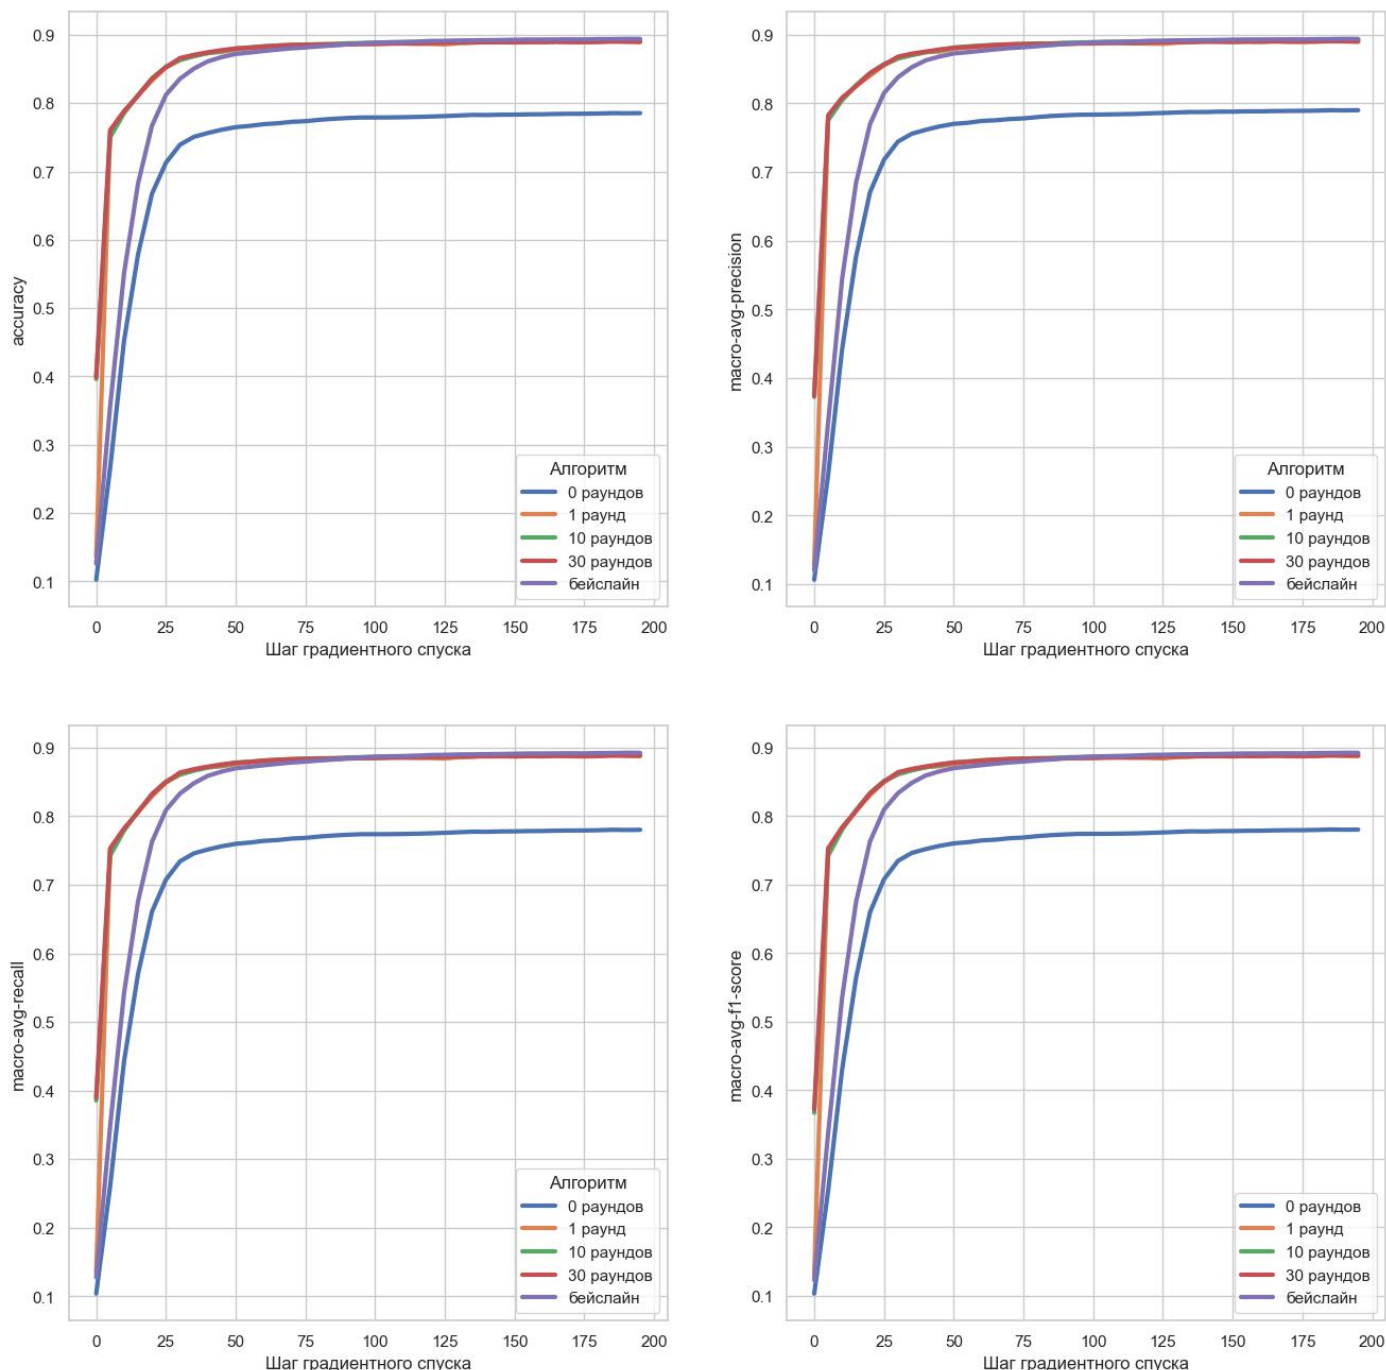 0.9
0.8
0.7
0.6
0.5
0.4
0.3
0.2
0.1
accuracy
Алгоритм
0 раундов
1 раунд
10 раундов
30 раундов
бейслайн
0 25 50 75 100 125 150 175 200
Шаг градиентного спуска
0.9
0.8
0.7
0.6
0.5
0.4
0.3
0.2
0.1
macro-avg-precision
Алгоритм
0 раундов
1 раунд
10 раундов
30 раундов
бейслайн
0 25 50 75 100 125 150 175 200
Шаг градиентного спуска
0.9
0.8
0.7
0.6
0.5
0.4
0.3
0.2
0.1
macro-avg-recall
Алгоритм
0 раундов
1 раунд
10 раундов
30 раундов
бейслайн
0 25 50 75 100 125 150 175 200
Шаг градиентного спуска
0.9
0.8
0.7
0.6
0.5
0.4
0.3
0.2
0.1
macro-avg-f1-score
0 раундов
1 раунд
10 раундов
30 раундов
бейслайн
0 25 50 75 100 125 150 175 200
Шаг градиентного спуска